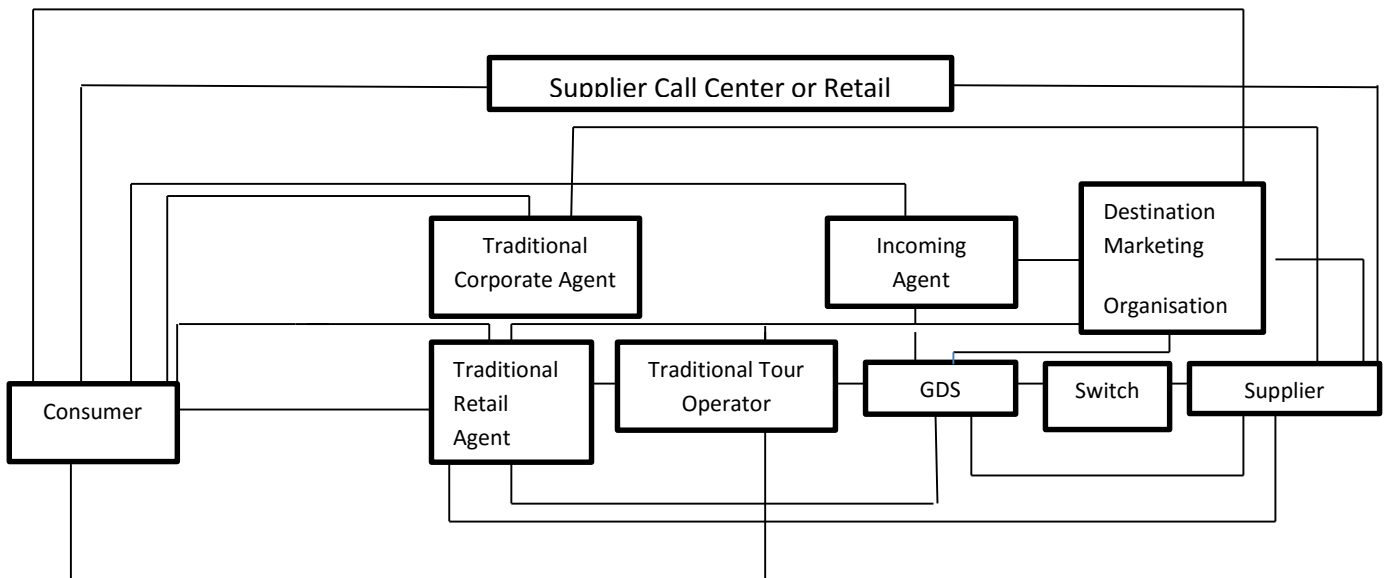 Supplier Call Center or Retail
Traditional
Corporate Agent
Incoming
Agent
Destination
Marketing
Organisation
Consumer
Traditional
Retail
Agent
Traditional Tour
Operator
GDS
Switch
Supplier